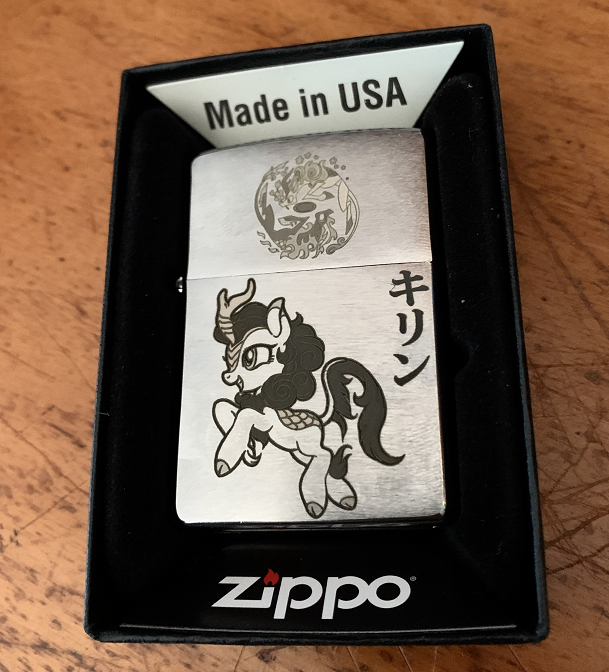 Made in USA
キリン
zippo